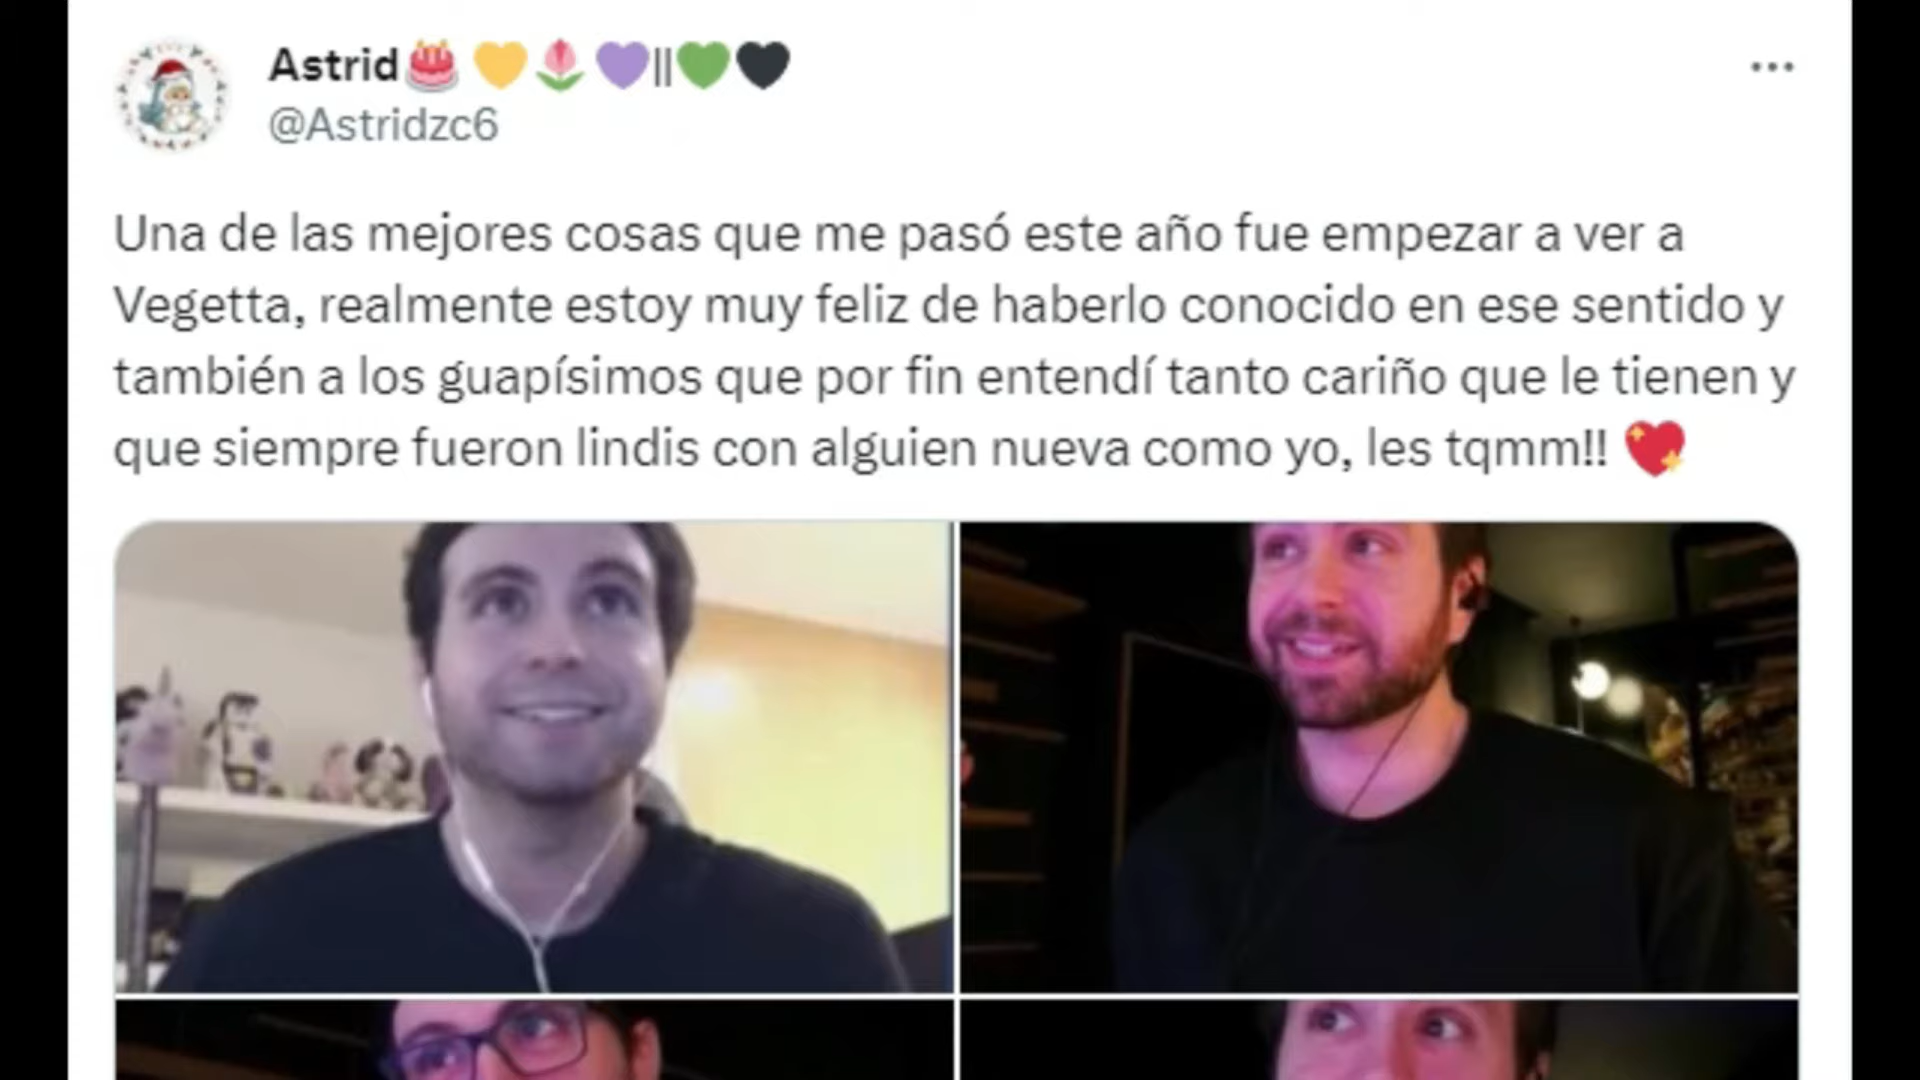 Astrid🎂 💛🌷💜||💚🖤
@Astridzc6
Una de las mejores cosas que me pasó este año fue empezar a ver a
Vegetta, realmente estoy muy feliz de haberlo conocido en ese sentido y
también a los guapísimos que por fin entendí tanto cariño que le tienen y
que siempre fueron lindis con alguien nueva como yo, les tqmm!! 💖